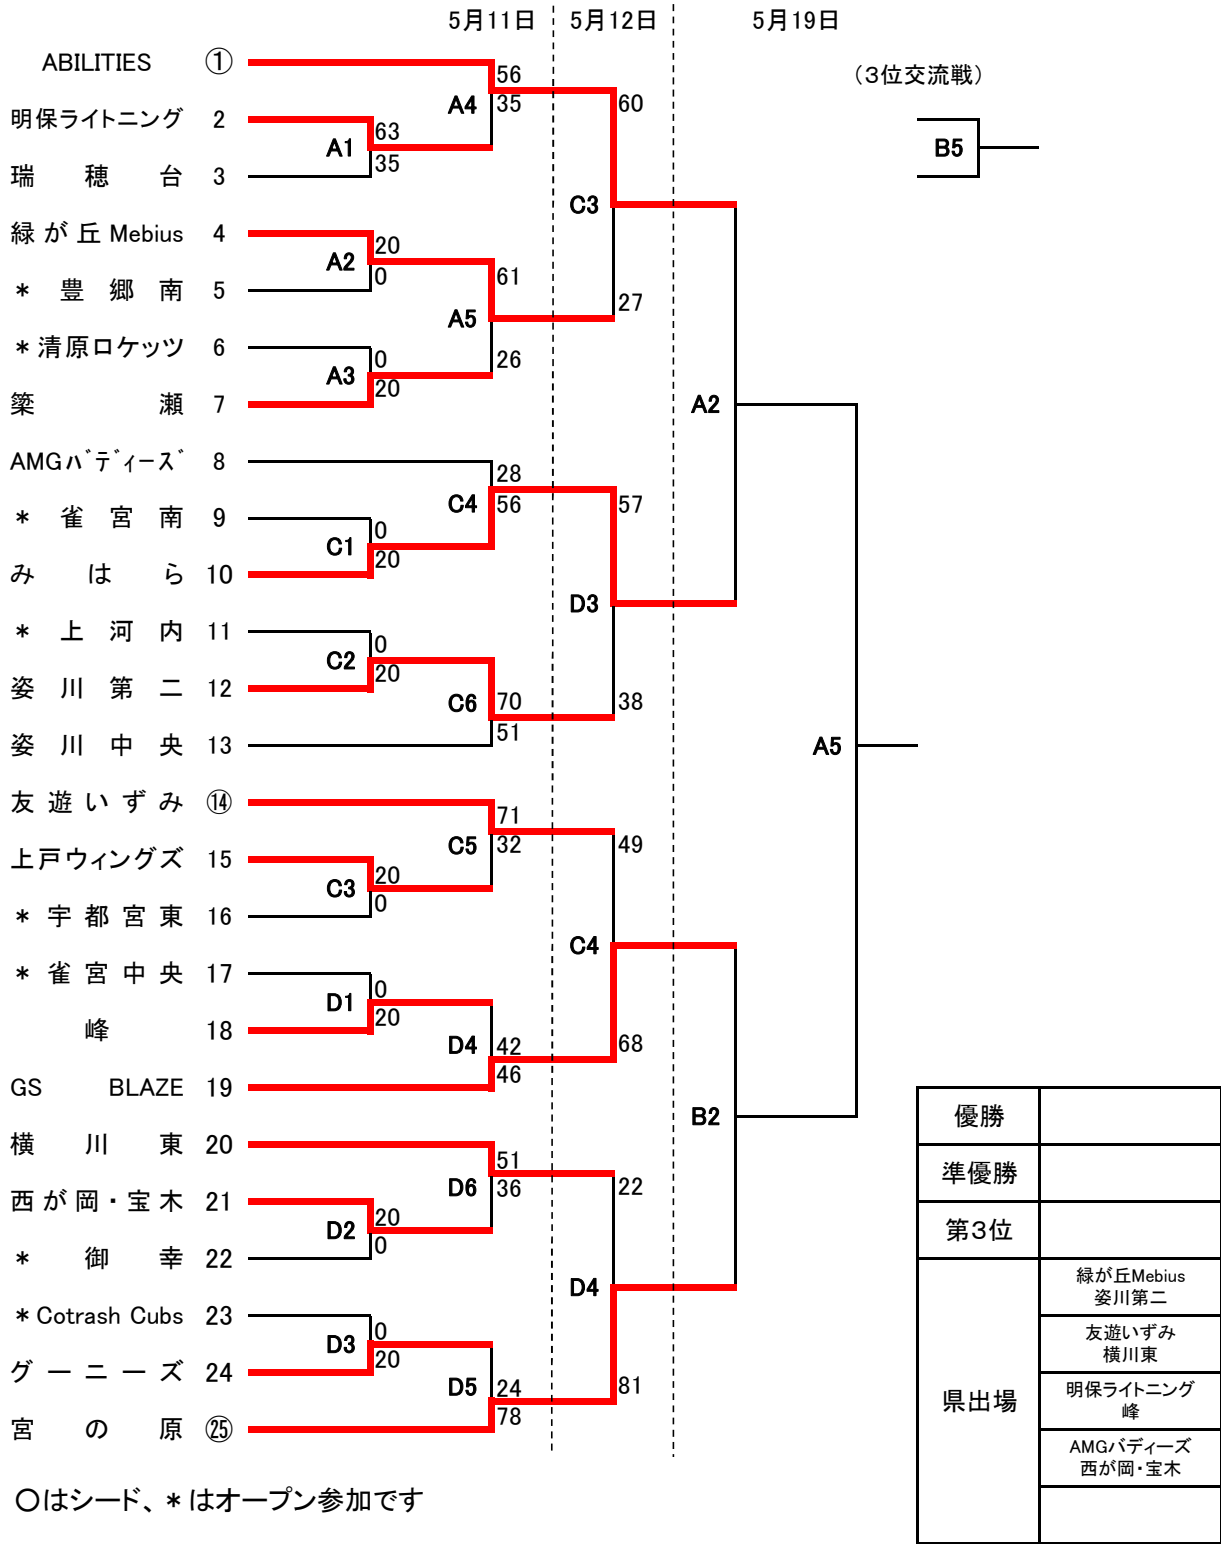 5月11日 5月12日 5月19日
(3位交流戦)
ABILITIES ①
明保ライトニング 2
瑞穂台 3
緑が丘Mebius 4
*豊郷南 5
*清原ロケッツ 6
簗瀬 7
AMGバディーズ 8
*雀宮南 9
みはら 10
*上河内 11
姿川第二 12
姿川中央 13
友遊いずみ ⑭
上戸ウィングズ 15
*宇都宮東 16
*雀宮中央 17
峰 18
GS BLAZE 19
横川東 20
西が岡・宝木 21
*御幸 22
*Cotrash Cubs 23
グーニーズ 24
宮の原 ㉕
A1 63 35
A2 20 0
A3 0 20
C1 0 20
C2 0 20
C3 20 0
D1 0 20
D2 20 0
D3 0 20
A4 56 35
A5 61 26
C4 28 56
C6 70 51
C5 71 32
D4 42 46
D6 51 36
D5 24 78
C3 60 27
D3 57 38
C4 49 68
D4 22 81
A2
B2
A5
B5
優勝
準優勝
第3位
県出場
緑が丘Mebius
姿川第二
友遊いずみ
横川東
明保ライトニング
峰
AMGバディーズ
西が岡・宝木
○はシード、*はオープン参加です